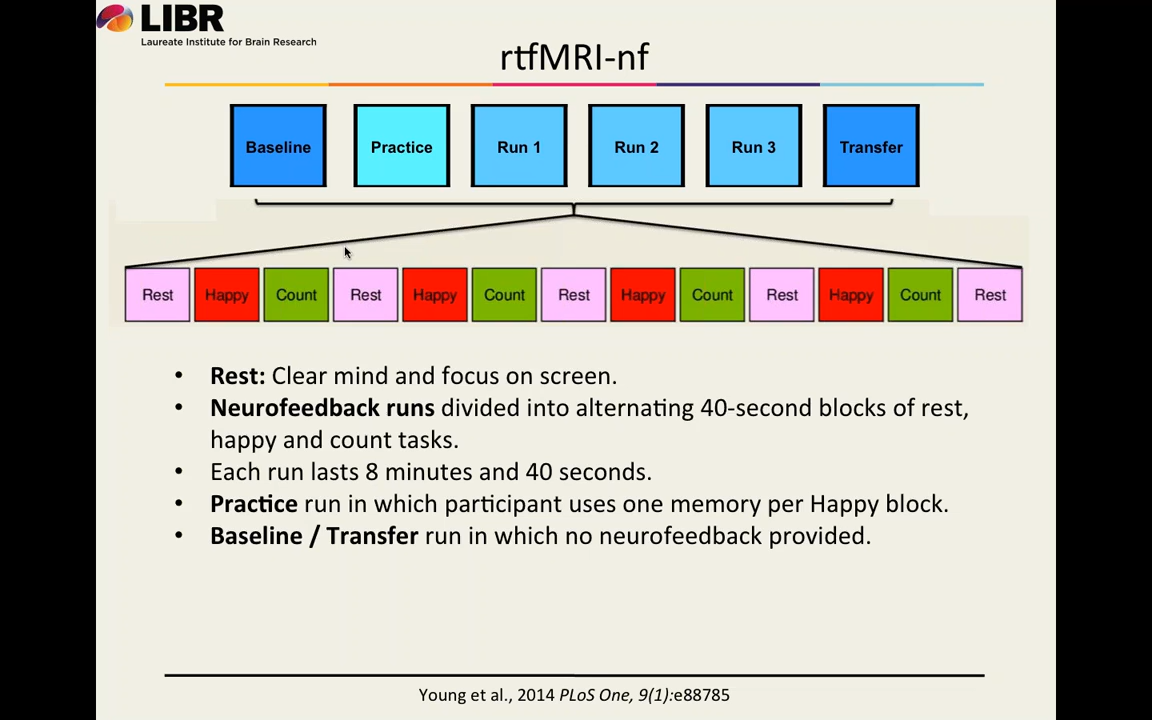 LIBR
Laureate Institute for Brain Research
rtfMRI-nf
Baseline Practice Run 1 Run 2 Run 3 Transfer
Rest Happy Count Rest Happy Count Rest Happy Count Rest Happy Count Rest
• Rest: Clear mind and focus on screen.
• Neurofeedback runs divided into alternating 40-second blocks of rest,
happy and count tasks.
• Each run lasts 8 minutes and 40 seconds.
• Practice run in which participant uses one memory per Happy block.
• Baseline / Transfer run in which no neurofeedback provided.
Young et al., 2014 PLoS One, 9(1):e88785